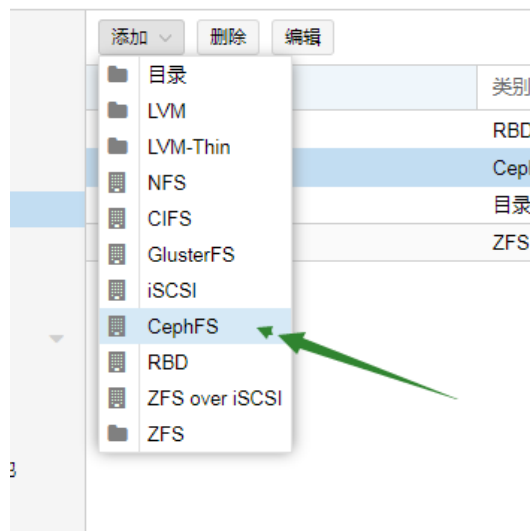 添加 删除 编辑
类别
目录
LVM
RBD
LVM-Thin
NFS
CIFS
目录
GlusterFS
ZFS
iSCSI
CephFS
RBD
ZFS over iSCSI
ZFS